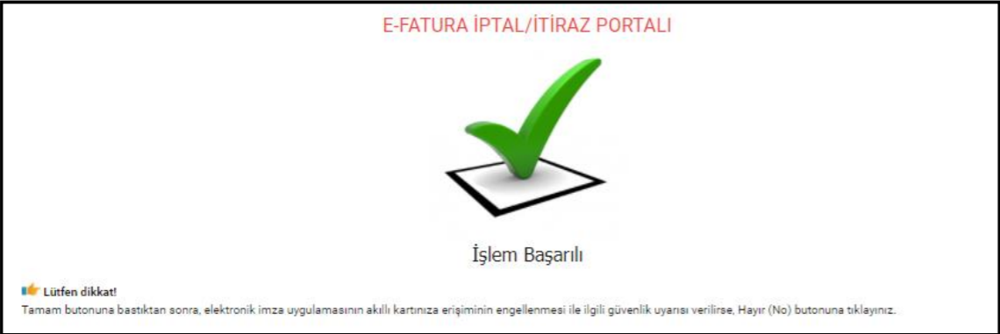 E-FATURA İPTAL/İTİRAZ PORTALI
İşlem Başarılı
Lütfen dikkat!
Tamam butonuna bastıktan sonra, elektronik imza uygulamasının akıllı kartınıza erişiminin engellenmesi ile ilgili güvenlik uyarısı verilirse, Hayır (No) butonuna tıklayınız.